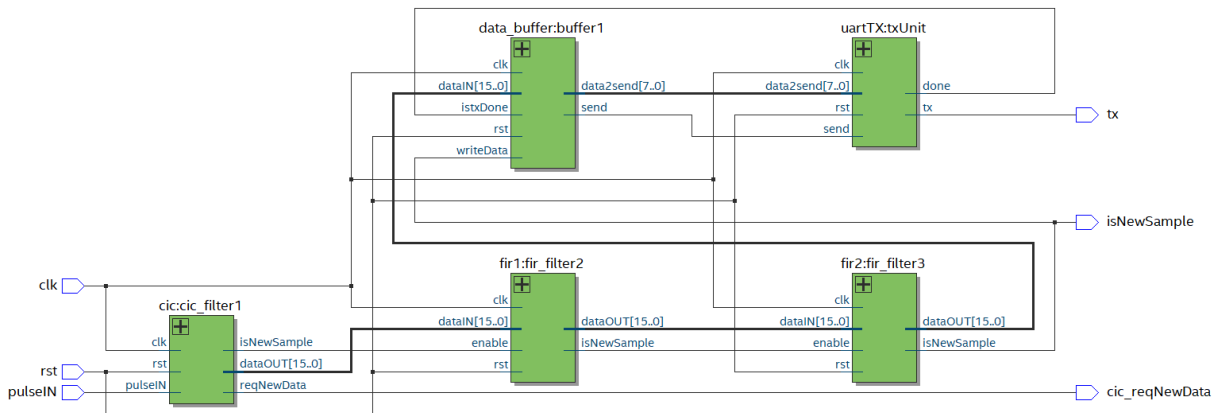 data_buffer:buffer1
clk
dataIN[15..0]
istxDone
rst
writeData
data2send[7..0]
send
uartTX:txUnit
clk
data2send[7..0]
rst
send
done
tx
tx
isNewSample
clk
rst
pulseIN
cic:cic_filter1
clk
rst
pulseIN
isNewSample
dataOUT[15..0]
reqNewData
fir1:fir_filter2
clk
dataIN[15..0]
enable
rst
dataOUT[15..0]
isNewSample
fir2:fir_filter3
clk
dataIN[15..0]
enable
rst
dataOUT[15..0]
isNewSample
cic_reqNewData